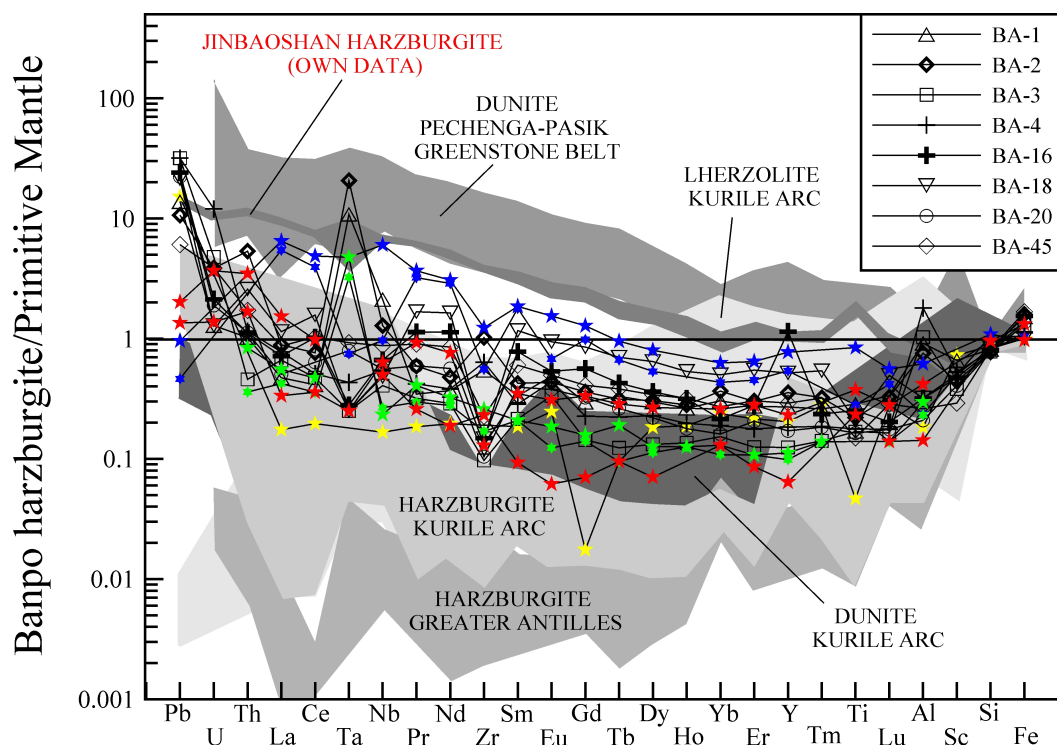 Banpo harzburgite/Primitive Mantle
100
10
1
0.1
0.01
0.001
JINBAOSHAN HARZBURGITE
(OWN DATA)
DUNITE
PECHENGA-PASIK
GREENSTONE BELT
LHERZOLITE
KURILE ARC
BA-1
BA-2
BA-3
BA-4
BA-16
BA-18
BA-20
BA-45
HARZBURGITE
KURILE ARC
HARZBURGITE
GREATER ANTILLES
DUNITE
KURILE ARC
Pb Th Ce Nb Nd Sm Gd Dy Yb Y Ti Al Si
U La Ta Pr Zr Eu Tb Ho Er Tm Lu Sc Fe